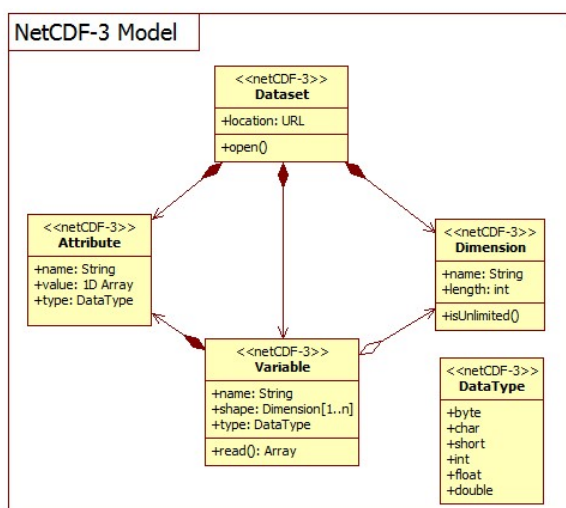 NetCDF-3 Model
<<netCDF-3>>
Dataset
+location: URL
+open()
<<netCDF-3>>
Attribute
+name: String
+value: 1D Array
+type: DataType
<<netCDF-3>>
Dimension
+name: String
+length: int
+isUnlimited()
<<netCDF-3>>
Variable
+name: String
+shape: Dimension[1..n]
+type: DataType
+read(): Array
<<netCDF-3>>
DataType
+byte
+char
+short
+int
+float
+double